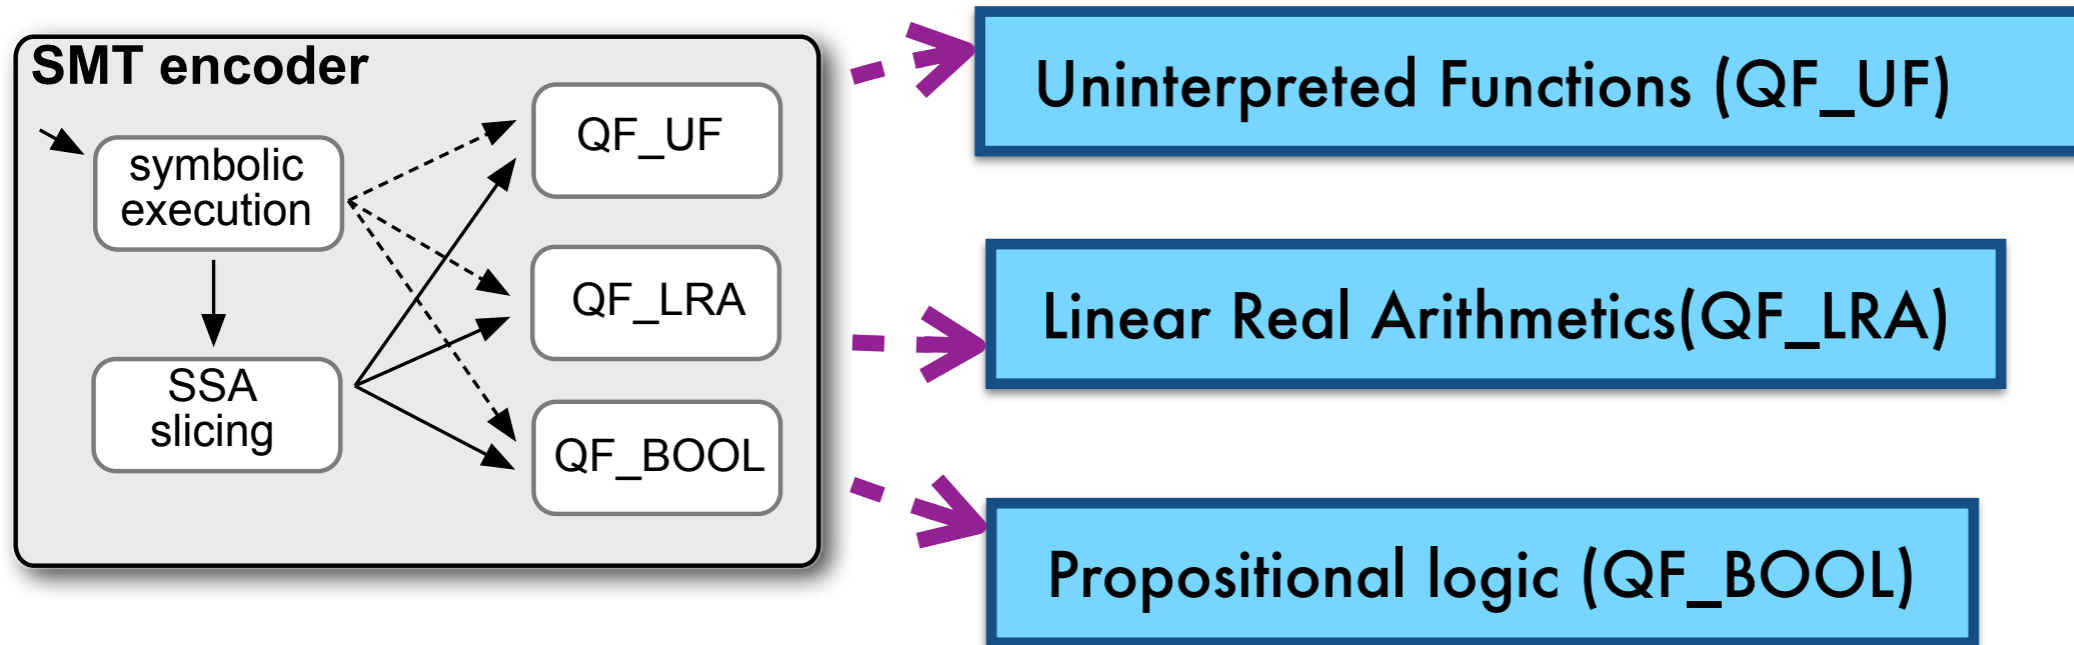 SMT encoder
symbolic
execution
SSA
slicing
QF_UF
QF_LRA
QF_BOOL
Uninterpreted Functions (QF_UF)
Linear Real Arithmetics(QF_LRA)
Propositional logic (QF_BOOL)